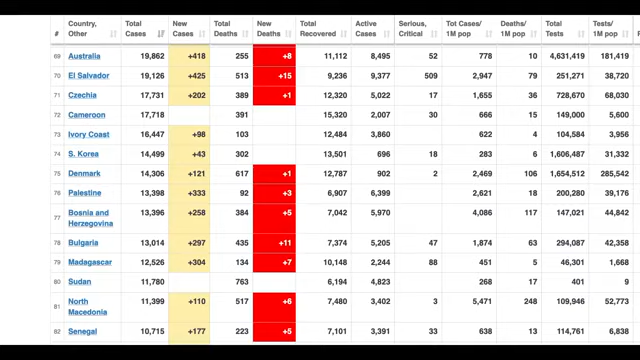 # Country, Other Total Cases New Cases Total Deaths New Deaths Total Recovered Active Cases Serious, Critical Tot Cases/ 1M pop Deaths/ 1M pop Total Tests Tests/ 1M pop
69 Australia 19,862 +418 255 +8 11,112 8,495 52 778 10 4,631,419 181,419
70 El Salvador 19,126 +425 513 +15 9,236 9,377 509 2,947 79 251,271 38,720
71 Czechia 17,731 +202 389 +1 12,320 5,022 17 1,655 36 728,670 68,030
72 Cameroon 17,718 391 15,320 2,007 30 666 15 149,000 5,600
73 Ivory Coast 16,447 +98 103 12,484 3,860 622 4 104,584 3,956
74 S. Korea 14,499 +43 302 13,501 696 18 283 6 1,606,487 31,332
75 Denmark 14,306 +121 617 +1 12,787 902 2 2,469 106 1,654,512 285,542
76 Palestine 13,398 +333 92 +3 6,907 6,399 2,621 18 200,280 39,176
77 Bosnia and Herzegovina 13,396 +258 384 +5 7,042 5,970 4,086 117 147,021 44,842
78 Bulgaria 13,014 +297 435 +11 7,374 5,205 47 1,874 63 294,087 42,358
79 Madagascar 12,526 +304 134 +7 10,148 2,244 88 451 5 46,301 1,668
80 Sudan 11,780 763 6,194 4,823 268 17 401 9
81 North Macedonia 11,399 +110 517 +6 7,480 3,402 3 5,471 248 109,946 52,773
82 Senegal 10,715 +177 223 +5 7,101 3,391 33 638 13 114,761 6,838